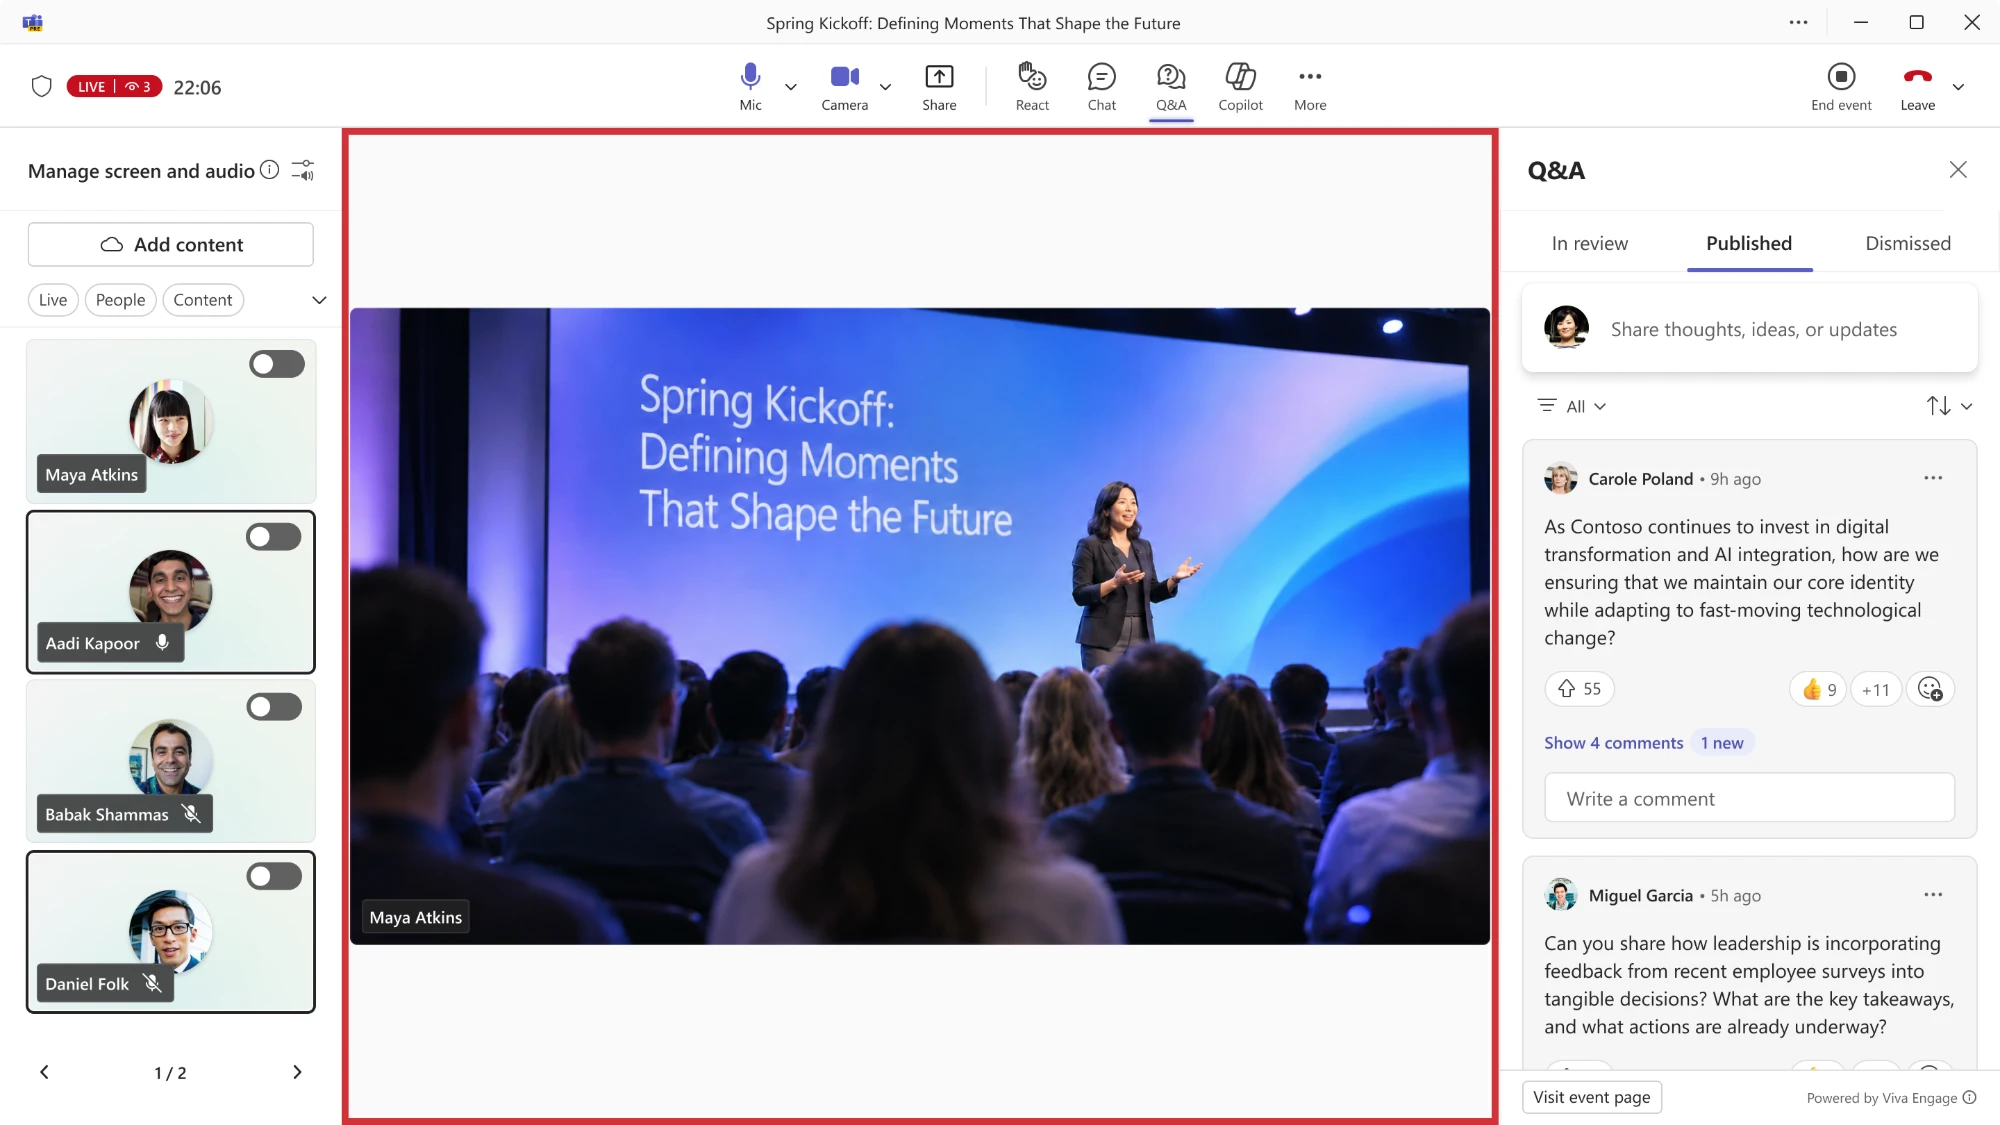 Spring Kickoff: Defining Moments That Shape the Future
LIVE | 3
22:06
Mic
Camera
Share
React
Chat
Q&A
Copilot
More
End event
Leave
Manage screen and audio
Add content
Live
People
Content
Maya Atkins
Aadi Kapoor
Babak Shammas
Daniel Folk
1 / 2
Spring Kickoff:
Defining Moments
That Shape the Future
Maya Atkins
Q&A
In review
Published
Dismissed
Share thoughts, ideas, or updates
All
Carole Poland • 9h ago
As Contoso continues to invest in digital
transformation and AI integration, how are we
ensuring that we maintain our core identity
while adapting to fast-moving technological
change?
55
9
+11
Show 4 comments
1 new
Write a comment
Miguel Garcia • 5h ago
Can you share how leadership is incorporating
feedback from recent employee surveys into
tangible decisions? What are the key takeaways,
and what actions are already underway?
Visit event page
Powered by Viva Engage